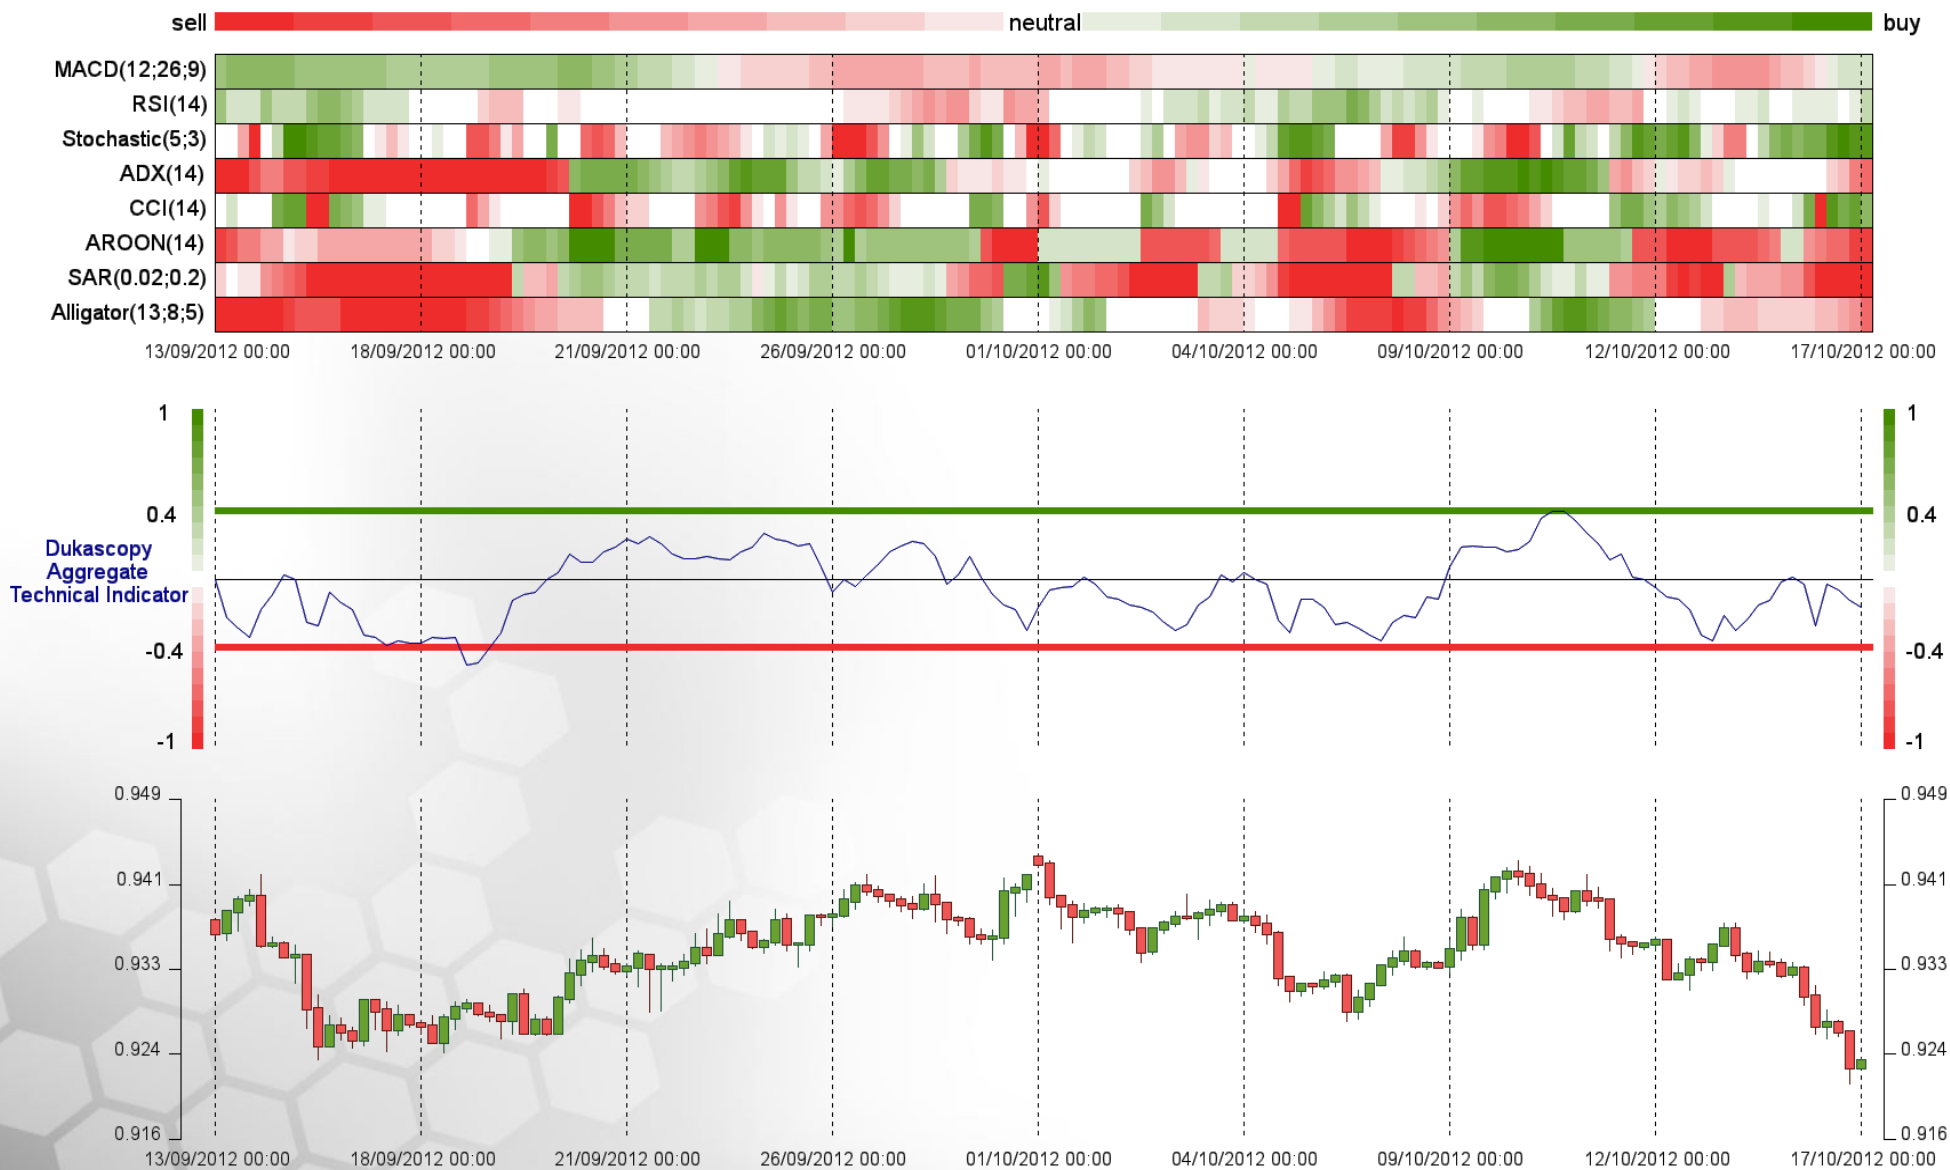 sell neutral buy
MACD(12;26;9)
RSI(14)
Stochastic(5;3)
ADX(14)
CCI(14)
AROON(14)
SAR(0.02;0.2)
Alligator(13;8;5)
13/09/2012 00:00 18/09/2012 00:00 21/09/2012 00:00 26/09/2012 00:00 01/10/2012 00:00 04/10/2012 00:00 09/10/2012 00:00 12/10/2012 00:00 17/10/2012 00:00
1 1
0.4 0.4
Dukascopy
Aggregate
Technical Indicator
-0.4 -0.4
-1 -1
0.949 0.949
0.941 0.941
0.933 0.933
0.924 0.924
0.916 0.916
13/09/2012 00:00 18/09/2012 00:00 21/09/2012 00:00 26/09/2012 00:00 01/10/2012 00:00 04/10/2012 00:00 09/10/2012 00:00 12/10/2012 00:00 17/10/2012 00:00